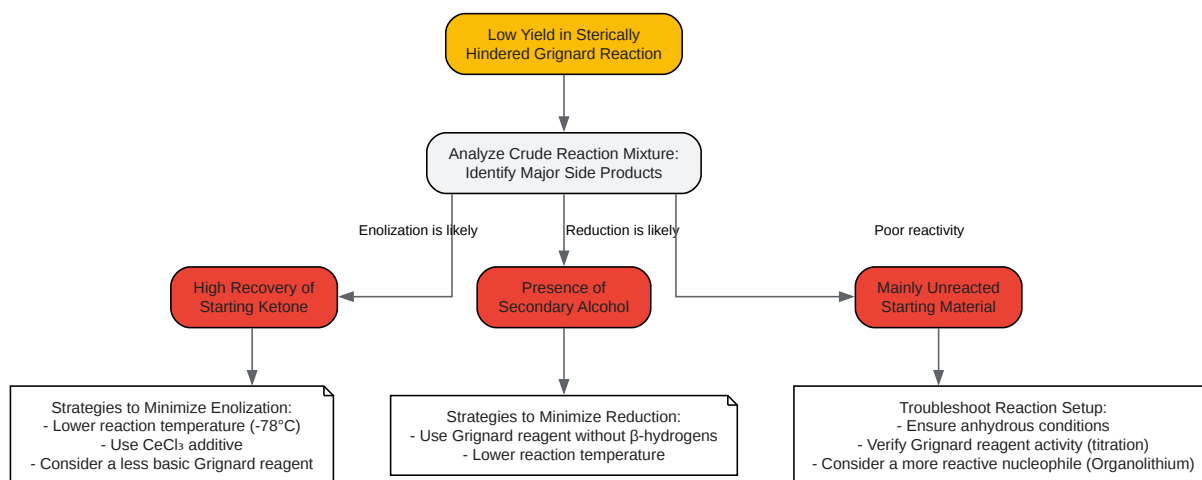 Low Yield in Sterically
Hindered Grignard Reaction
Analyze Crude Reaction Mixture:
Identify Major Side Products
Enolization is likely
Reduction is likely
Poor reactivity
High Recovery of
Starting Ketone
Presence of
Secondary Alcohol
Mainly Unreacted
Starting Material
Strategies to Minimize Enolization:
- Lower reaction temperature (-78°C)
- Use CeCl₃ additive
- Consider a less basic Grignard reagent
Strategies to Minimize Reduction:
- Use Grignard reagent without β-hydrogens
- Lower reaction temperature
Troubleshoot Reaction Setup:
- Ensure anhydrous conditions
- Verify Grignard reagent activity (titration)
- Consider a more reactive nucleophile (Organolithium)